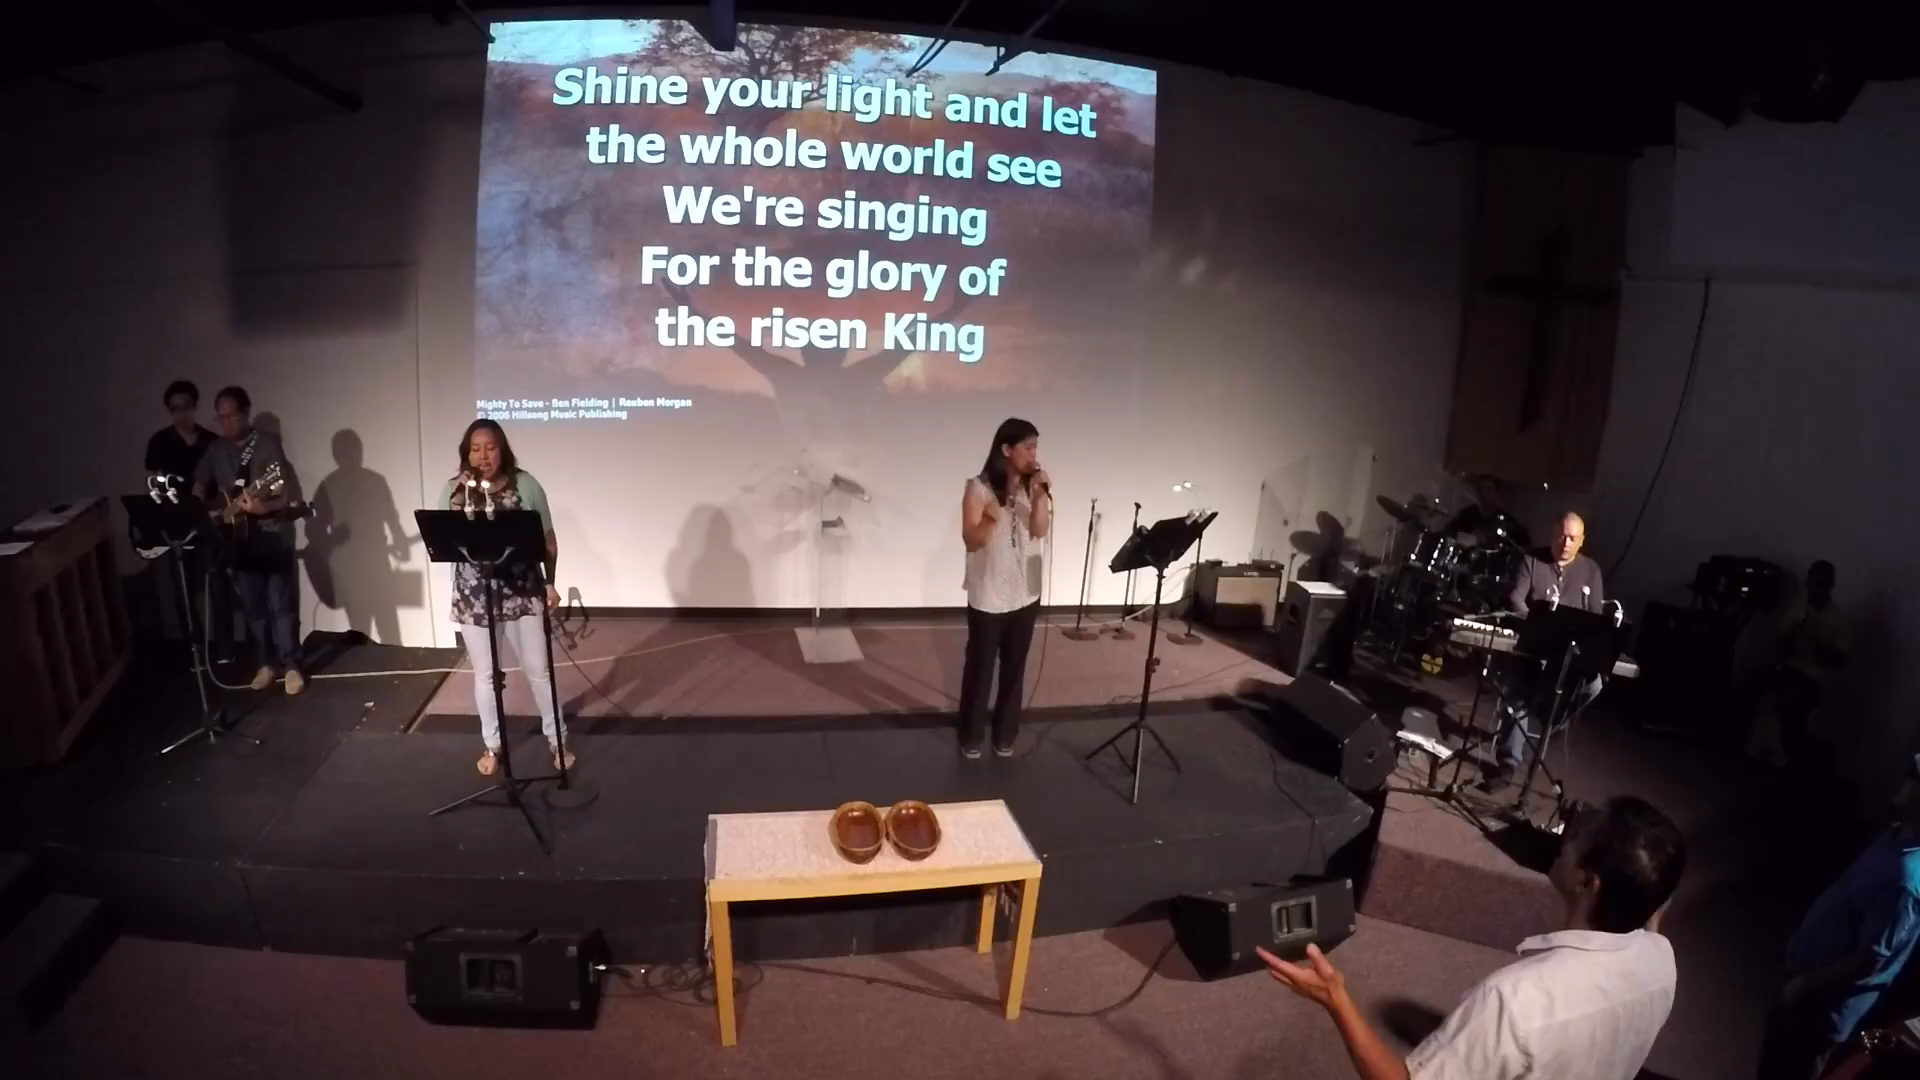 Shine your light and let
the whole world see
We're singing
For the glory of
the risen King
Mighty To Save - Ben Fielding | Reuben Morgan
© 2006 Hillsong Music Publishing